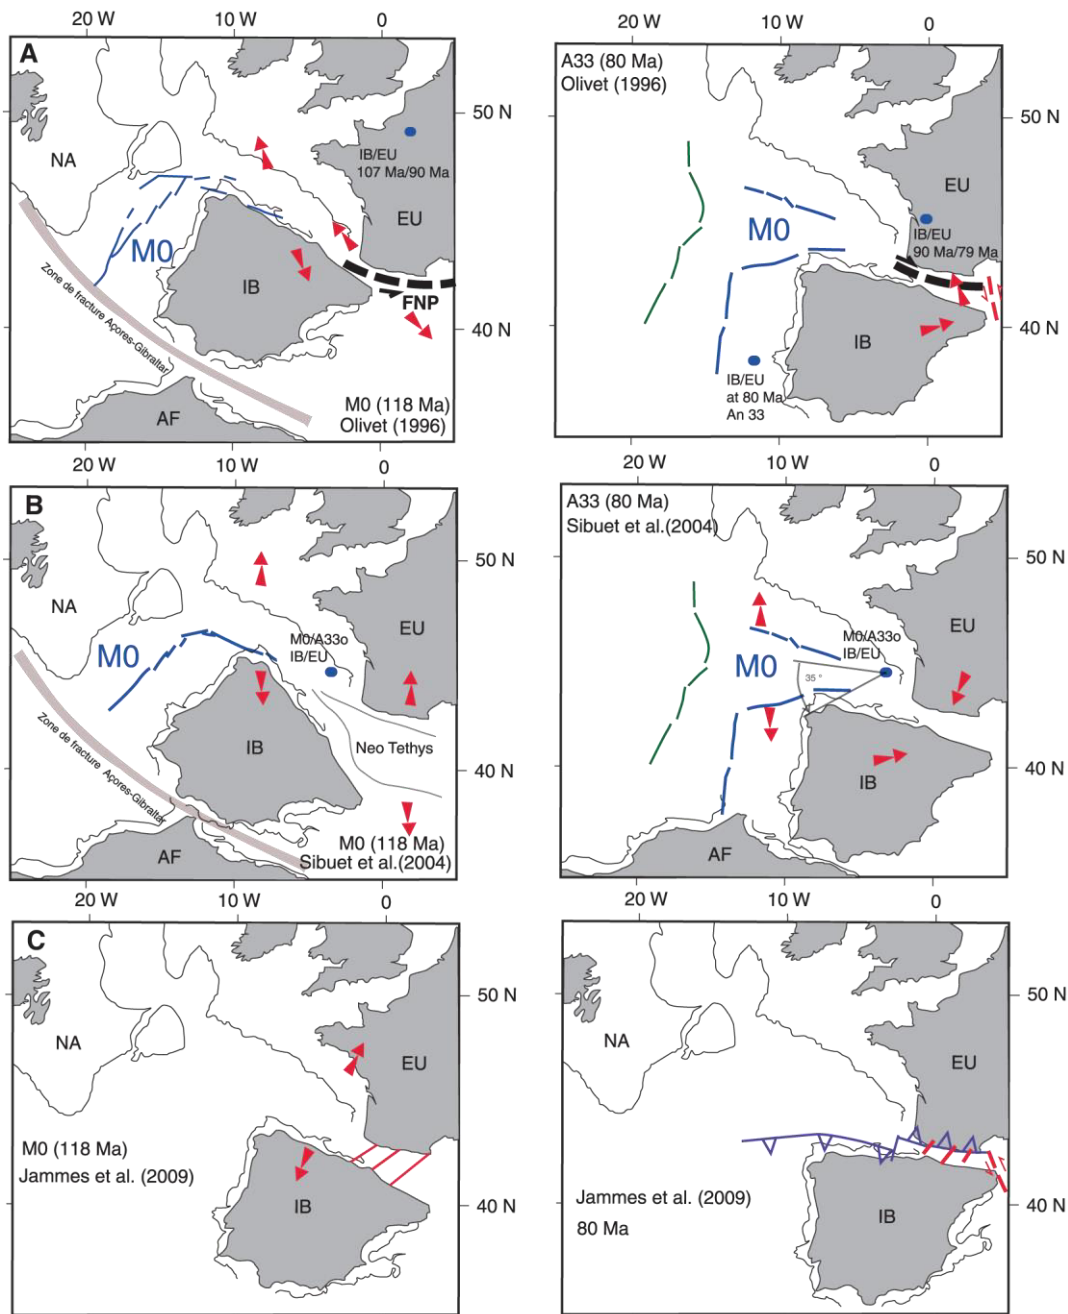 20 W
10 W
0
A
NA
M0
IB/EU
107 Ma/90 Ma
EU
IB
FNP
Zone de fracture Açores-Gibraltar
AF
M0 (118 Ma)
Olivet (1996)
50 N
40 N
20 W
10 W
0
10 W
0
A33 (80 Ma)
Olivet (1996)
EU
M0
IB/EU
90 Ma/79 Ma
IB
IB/EU
at 80 Ma
An 33
50 N
40 N
20 W
10 W
0
B
NA
M0
M0/A33o
IB/EU
EU
Neo Tethys
IB
Zone de fracture Açores-Gibraltar
AF
M0 (118 Ma)
Sibuet et al.(2004)
50 N
40 N
20 W
10 W
0
A33 (80 Ma)
Sibuet et al.(2004)
M0/A33o
IB/EU
EU
M0
35 °
IB
AF
50 N
40 N
20 W
10 W
0
C
NA
EU
M0 (118 Ma)
Jammes et al. (2009)
IB
50 N
40 N
NA
EU
Jammes et al. (2009)
80 Ma
IB
50 N
40 N